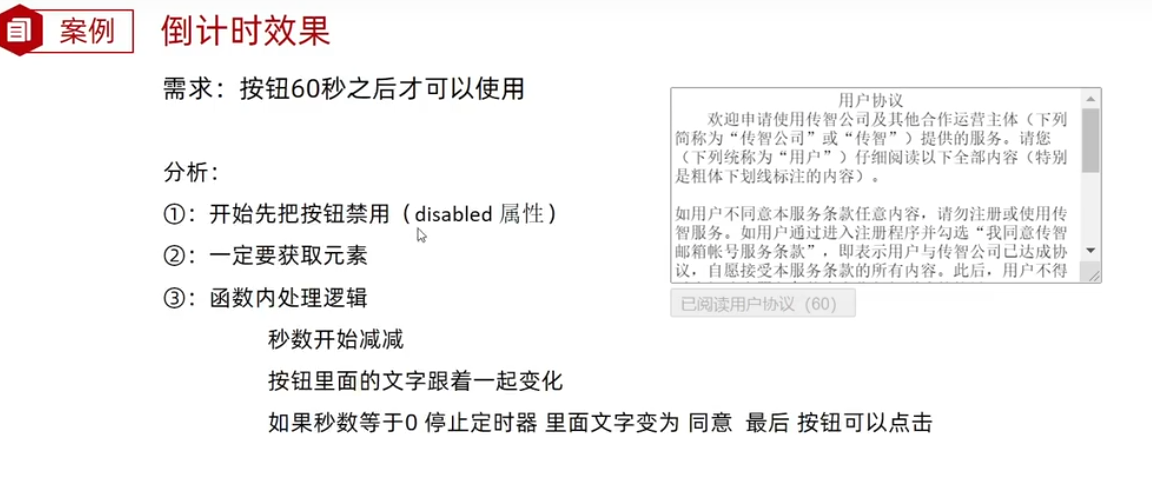 案例
倒计时效果
需求：按钮60秒之后才可以使用
分析：
①：开始先把按钮禁用（disabled 属性）
②：一定要获取元素
③：函数内处理逻辑
秒数开始减减
按钮里面的文字跟着一起变化
如果秒数等于0 停止定时器 里面文字变为 同意 最后 按钮可以点击
用户协议
欢迎申请使用传智公司及其他合作运营主体（下列
简称为“传智公司”或“传智”）提供的服务。请您
（下列统称为“用户”）仔细阅读以下全部内容（特别
是粗体下划线标注的内容）。
如用户不同意本服务条款任意内容，请勿注册或使用传
智服务。如用户通过进入注册程序并勾选“我同意传智
邮箱帐号服务条款”，即表示用户与传智公司已达成协
议，自愿接受本服务条款的所有内容。此后，用户不得
已阅读用户协议（60）